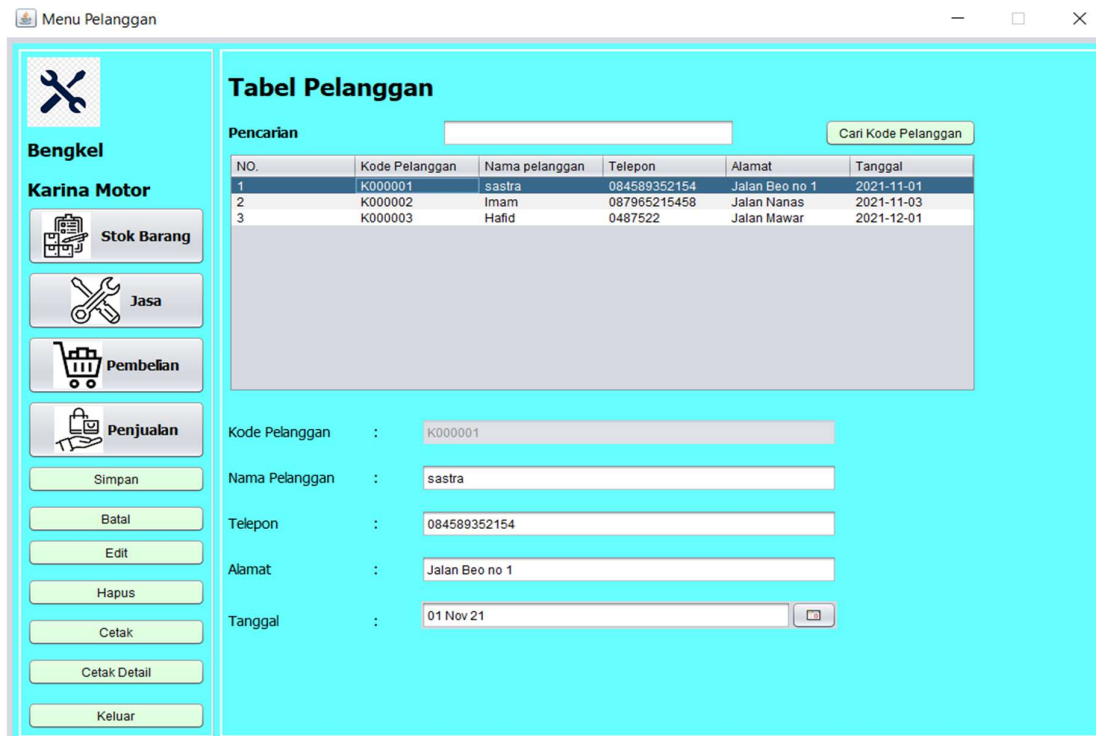 Menu Pelanggan
Bengkel
Karina Motor
Stok Barang
Jasa
Pembelian
Penjualan
Simpan
Batal
Edit
Hapus
Cetak
Cetak Detail
Keluar
Tabel Pelanggan
Pencarian Cari Kode Pelanggan
NO. Kode Pelanggan Nama pelanggan Telepon Alamat Tanggal
1 K000001 sastra 084589352154 Jalan Beo no 1 2021-11-01
2 K000002 Imam 087965215458 Jalan Nanas 2021-11-03
3 K000003 Hafid 0487522 Jalan Mawar 2021-12-01
Kode Pelanggan : K000001
Nama Pelanggan : sastra
Telepon : 084589352154
Alamat : Jalan Beo no 1
Tanggal : 01 Nov 21